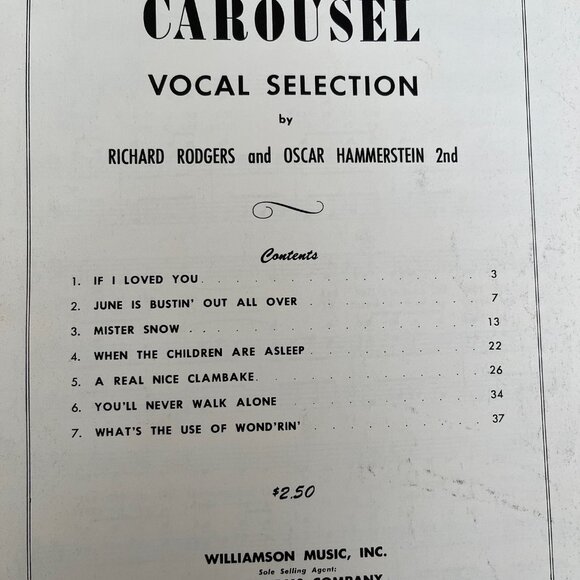 CAROUSEL
VOCAL SELECTION
by
RICHARD RODGERS and OSCAR HAMMERSTEIN 2nd
Contents
1. IF I LOVED YOU . . . . . . . . . . . . . . . . . . . 3
2. JUNE IS BUSTIN' OUT ALL OVER . . . . . . . . . . . . 7
3. MISTER SNOW . . . . . . . . . . . . . . . . . . . . 13
4. WHEN THE CHILDREN ARE ASLEEP . . . . . . . . . . . . 22
5. A REAL NICE CLAMBAKE . . . . . . . . . . . . . . . . 26
6. YOU'LL NEVER WALK ALONE . . . . . . . . . . . . . . 34
7. WHAT'S THE USE OF WOND'RIN' . . . . . . . . . . . . 37
$2.50
WILLIAMSON MUSIC, INC.
Sole Selling Agent:
COMPANY